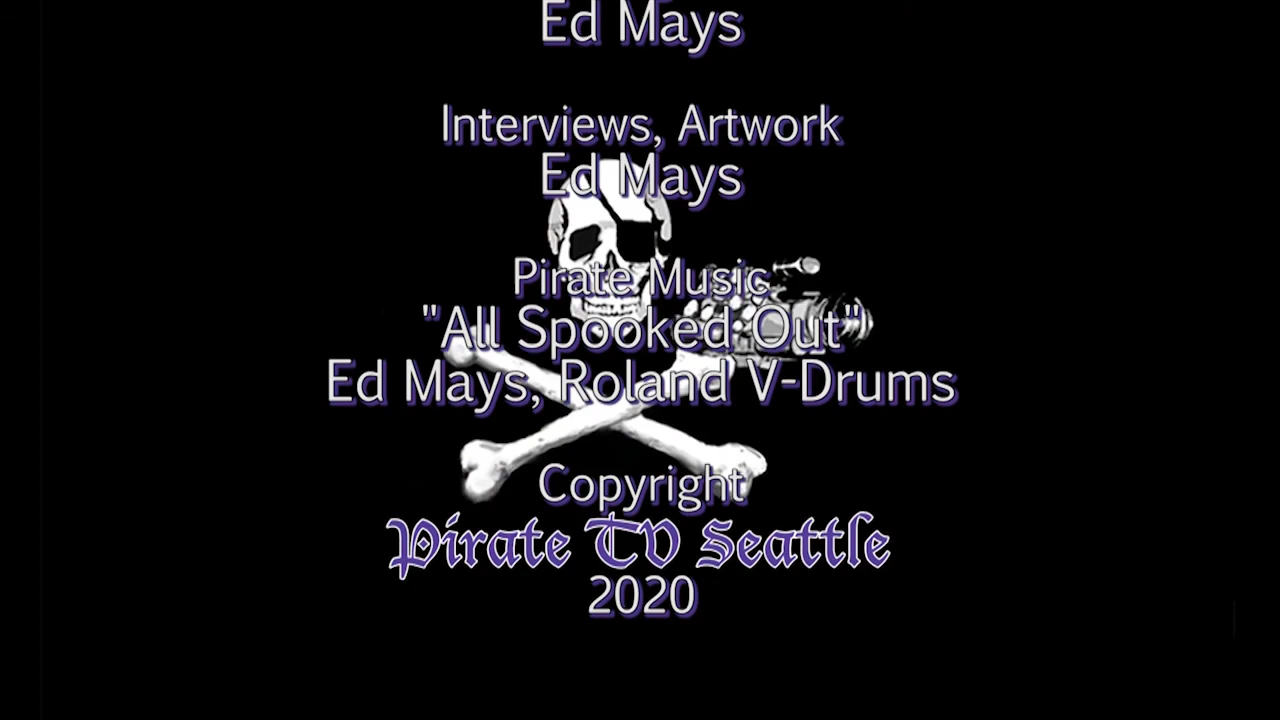 Ed Mays
Interviews, Artwork
Ed Mays
Pirate Music
"All Spooked Out"
Ed Mays, Roland V-Drums
Copyright
Pirate TV Seattle
2020